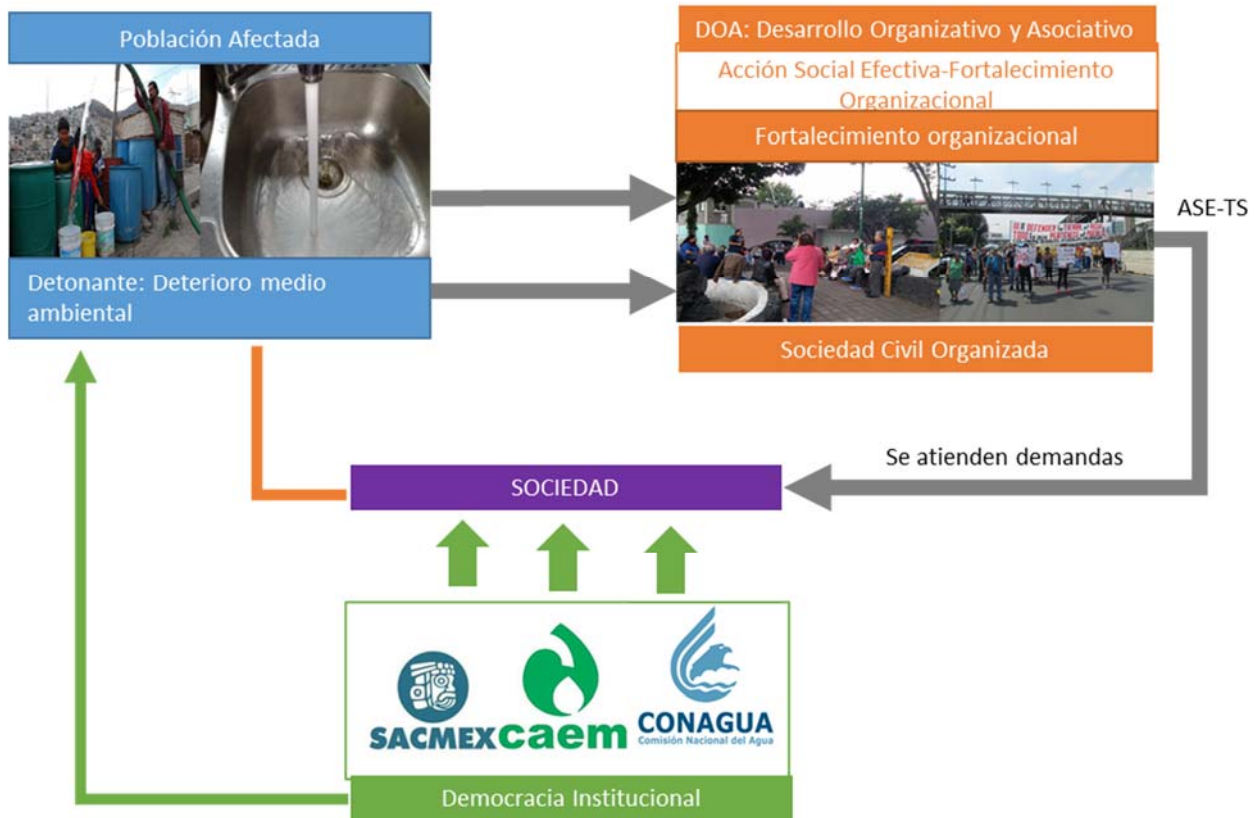 Población Afectada
Detonante: Deterioro medio
ambiental
DOA: Desarrollo Organizativo y Asociativo
Acción Social Efectiva-Fortalecimiento
Organizacional
Fortalecimiento organizacional
Sociedad Civil Organizada
ASE-TS
Se atienden demandas
SOCIEDAD
SACMEX
caem
CONAGUA
Comisión Nacional del Agua
Democracia Institucional